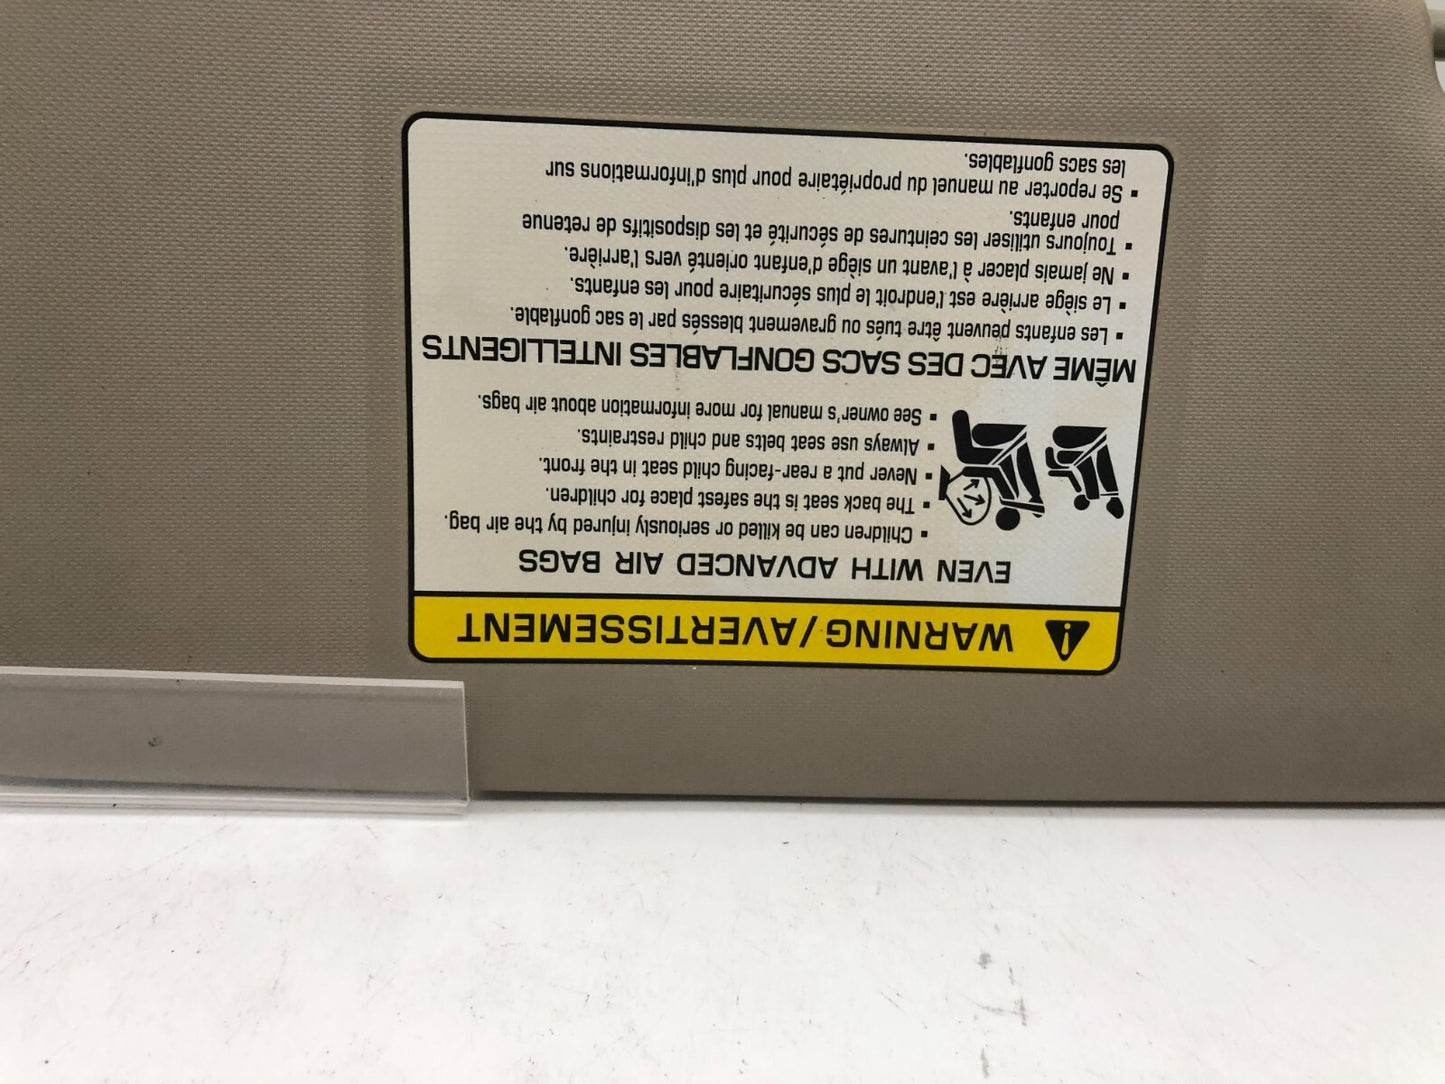 WARNING/AVERTISSEMENT
EVEN WITH ADVANCED AIR BAGS
▪ Children can be killed or seriously injured by the air bag.
▪ The back seat is the safest place for children.
▪ Never put a rear-facing child seat in the front.
▪ Always use seat belts and child restraints.
▪ See owner's manual for more information about air bags.
MÊME AVEC DES SACS GONFLABLES INTELLIGENTS
▪ Les enfants peuvent être tués ou gravement blessés par le sac gonflable.
▪ Le siège arrière est l'endroit le plus sécuritaire pour les enfants.
▪ Ne jamais placer à l'avant un siège d'enfant orienté vers l'arrière.
▪ Toujours utiliser les ceintures de sécurité et les dispositifs de retenue
pour enfants.
▪ Se reporter au manuel du propriétaire pour plus d'informations sur
les sacs gonflables.